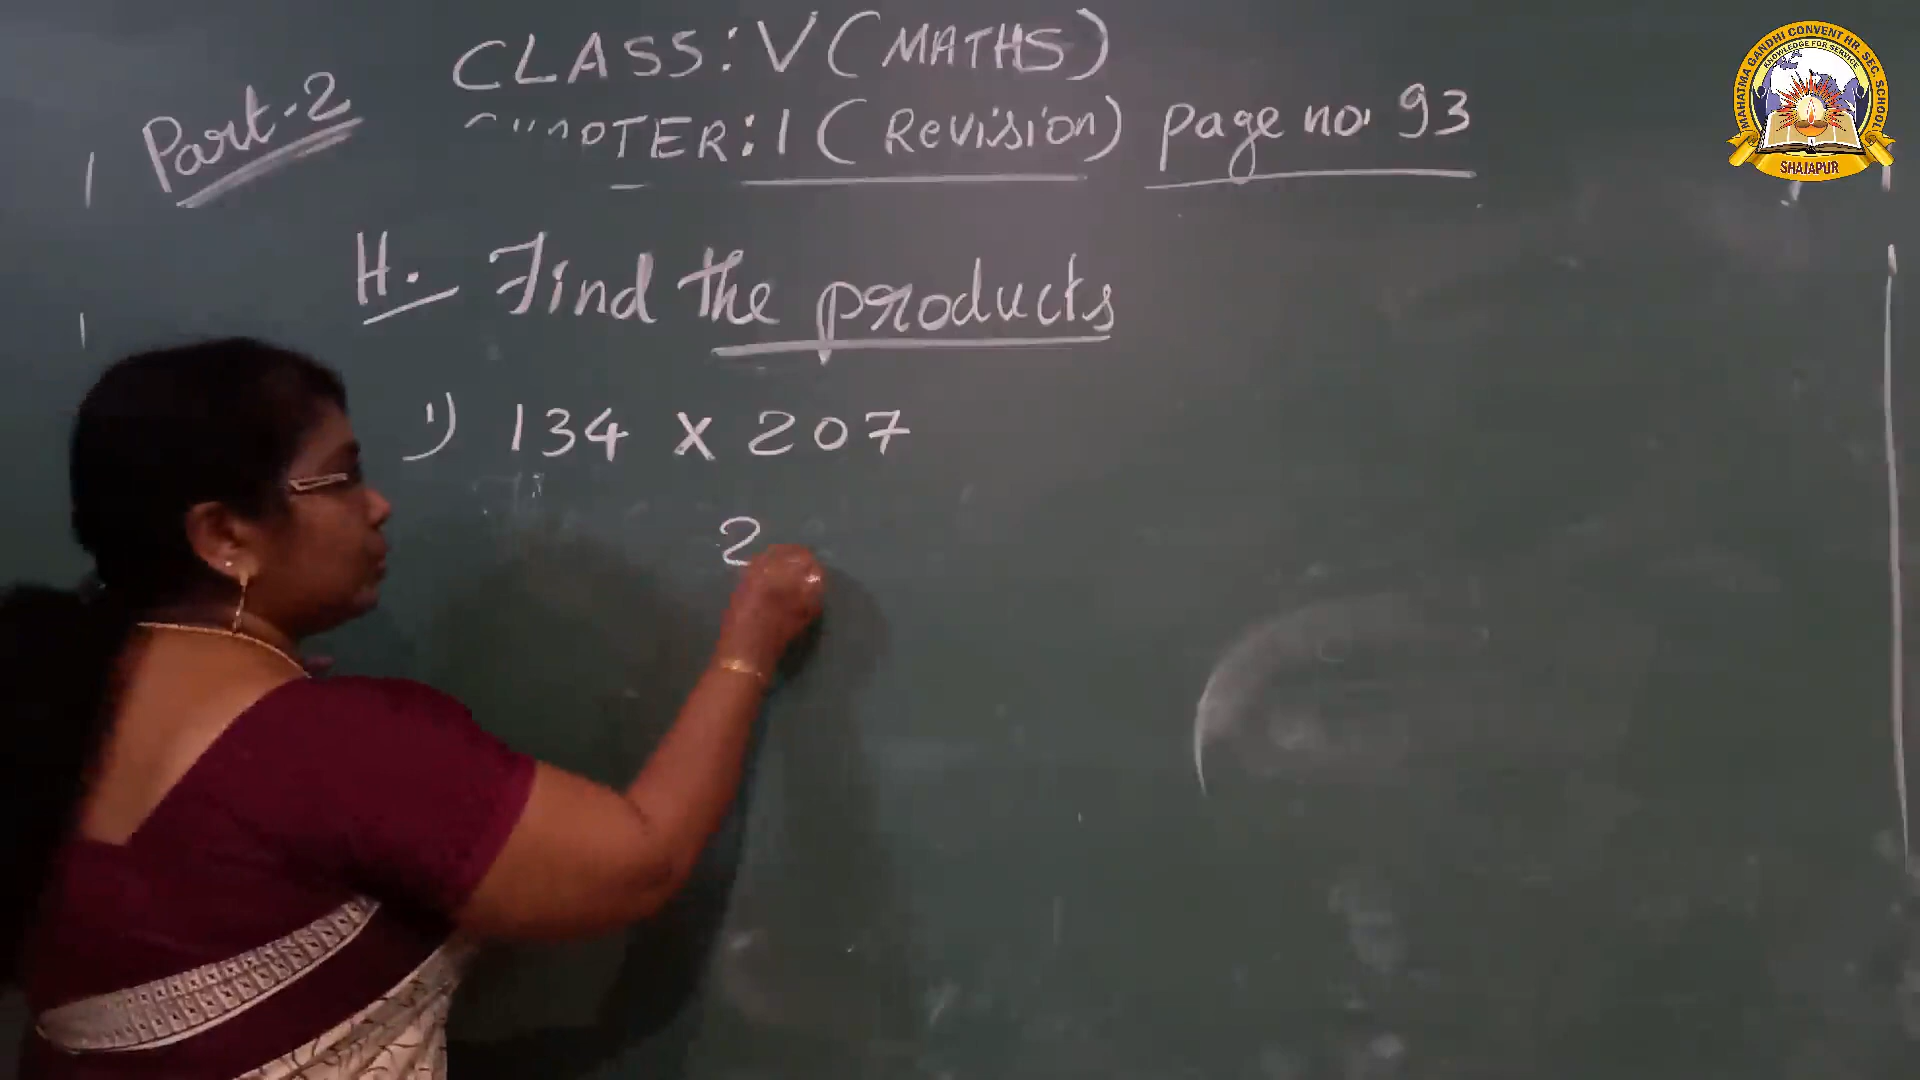 Part-2
CLASS: V (MATHS)
PTER: 1 (Revision) page no. 93
H. Find the products
1) 134 x 207
2
MAHATMA GANDHI CONVENT HR. SEC. SCHOOL
KNOWLEDGE FOR SERVICE
SHAJAPUR